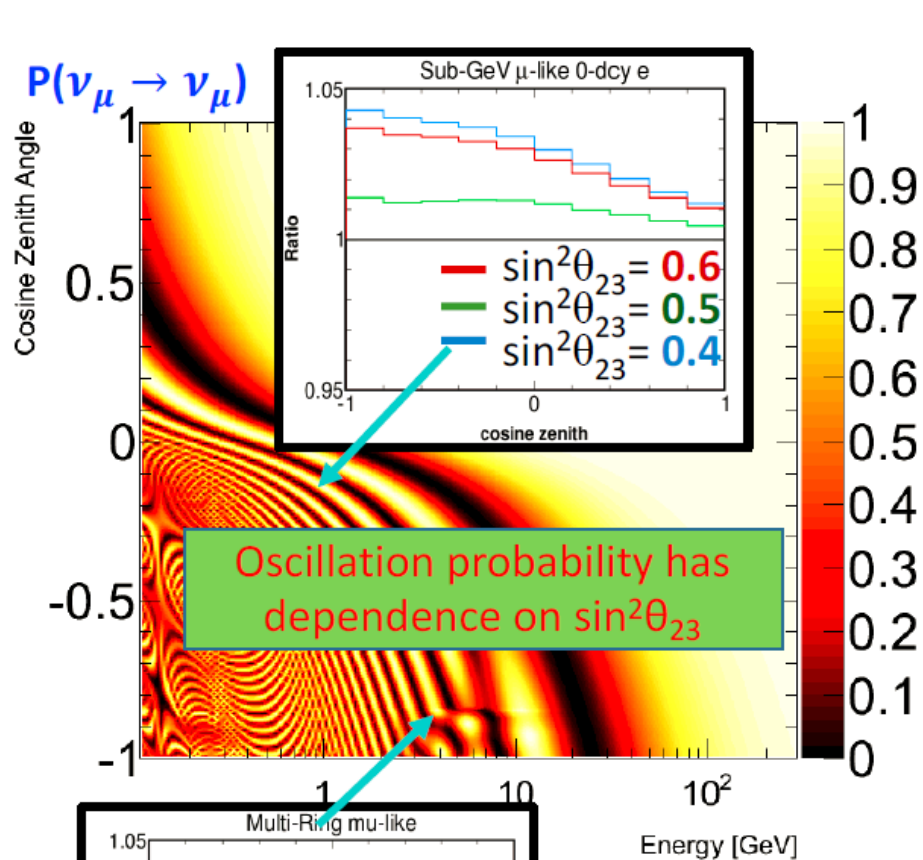 P(νμ → νμ)
Sub-GeV μ-like 0-dcy e
1.05
1
0.95
Ratio
-1 0 1
cosine zenith
sin²θ₂₃= 0.6
sin²θ₂₃= 0.5
sin²θ₂₃= 0.4
Cosine Zenith Angle
1
0.5
0
-0.5
-1
Oscillation probability has
dependence on sin²θ₂₃
1
0.9
0.8
0.7
0.6
0.5
0.4
0.3
0.2
0.1
0
1 10 10²
Energy [GeV]
Multi-Ring mu-like
1.05